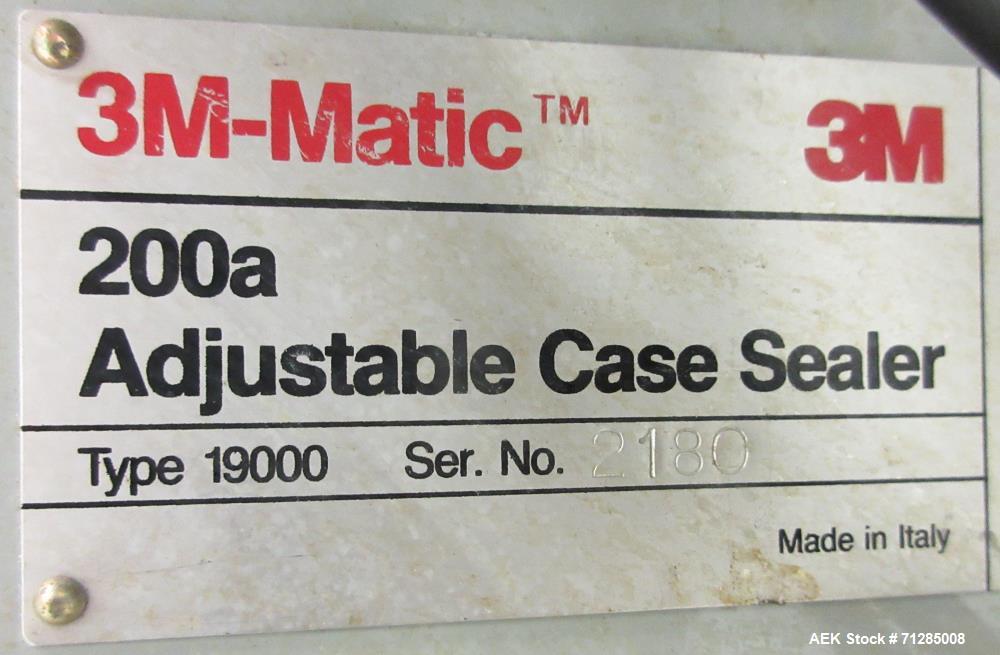 3M-Matic™ 3M
200a
Adjustable Case Sealer
Type 19000 Ser. No. 2180
Made in Italy
AEK Stock #71285008